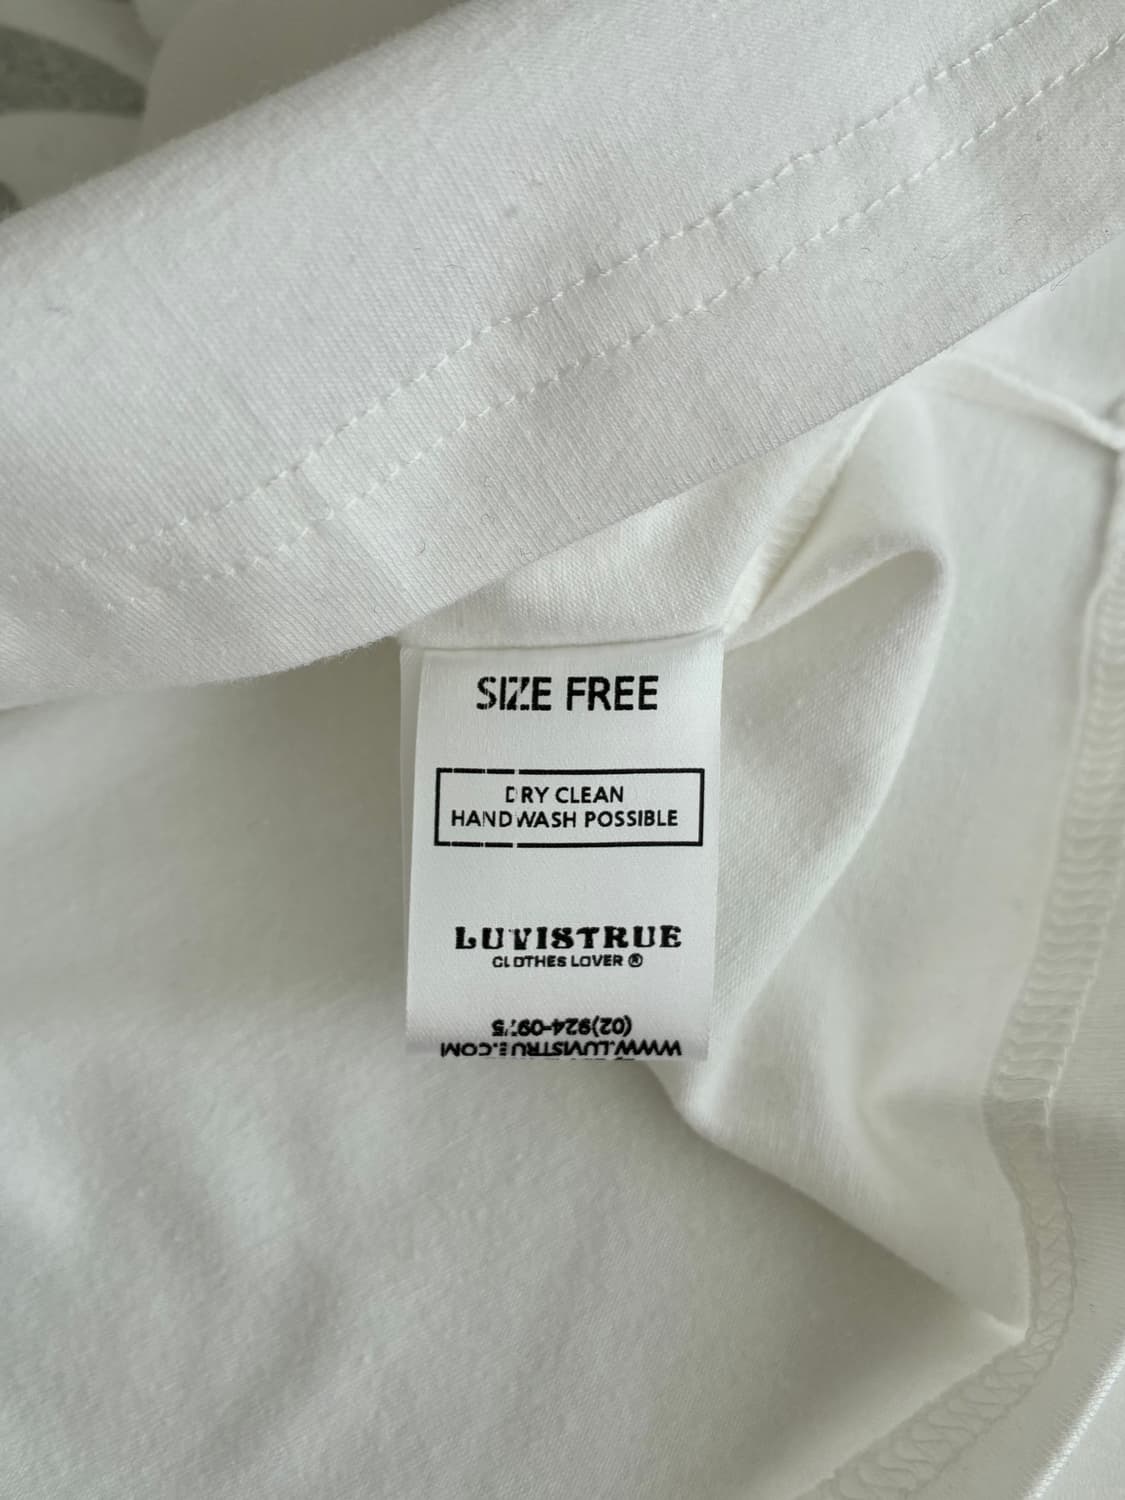 SIZE FREE
DRY CLEAN
HAND WASH POSSIBLE
LUVISTRUE
CLOTHES LOVER ®
WWW.LUVISTRUE.COM
(02)924-0975